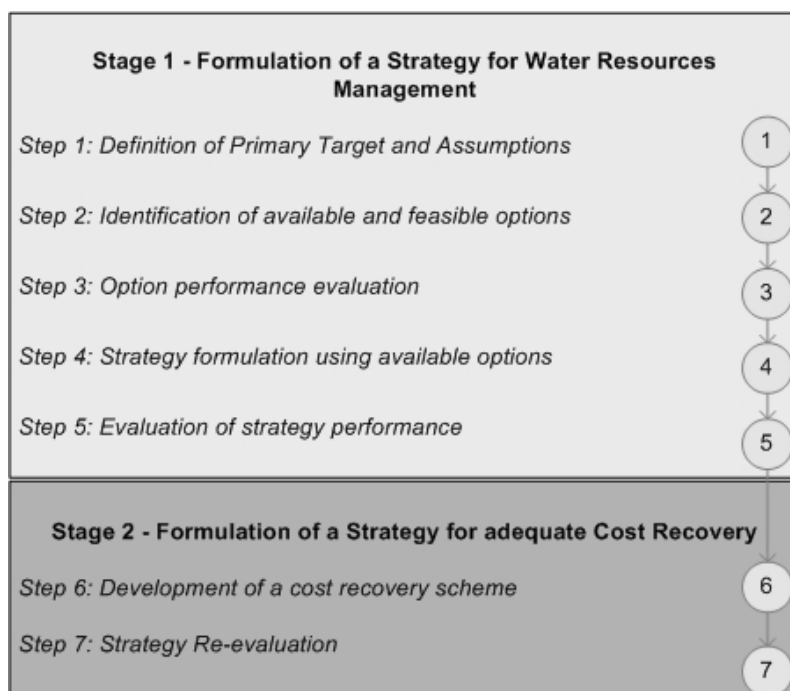 Stage 1 - Formulation of a Strategy for Water Resources
Management
Step 1: Definition of Primary Target and Assumptions
1
Step 2: Identification of available and feasible options
2
Step 3: Option performance evaluation
3
Step 4: Strategy formulation using available options
4
Step 5: Evaluation of strategy performance
5
Stage 2 - Formulation of a Strategy for adequate Cost Recovery
Step 6: Development of a cost recovery scheme
6
Step 7: Strategy Re-evaluation
7